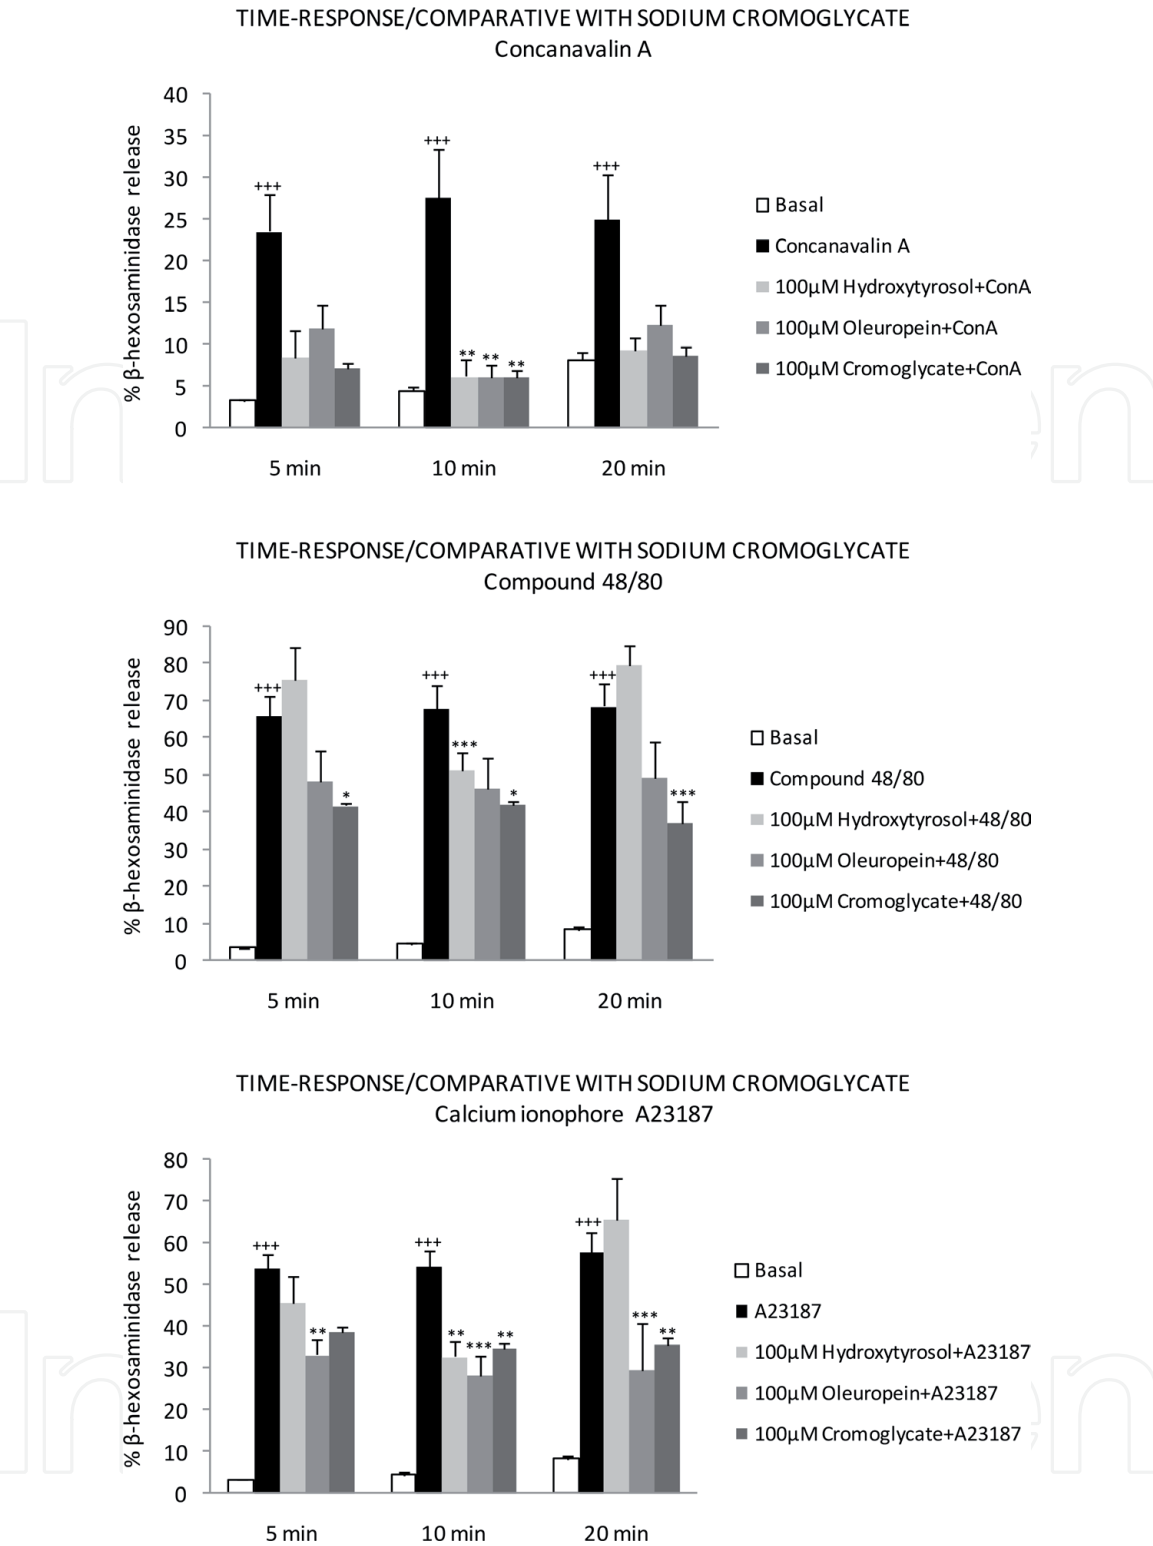 TIME-RESPONSE/COMPARATIVE WITH SODIUM CROMOGLYCATE
Concanavalin A
% β-hexosaminidase release
40
35
30
25
20
15
10
5
0
+++
+++
+++
**
**
**
5 min
10 min
20 min
Basal
Concanavalin A
100µM Hydroxytyrosol+ConA
100µM Oleuropein+ConA
100µM Cromoglycate+ConA
TIME-RESPONSE/COMPARATIVE WITH SODIUM CROMOGLYCATE
Compound 48/80
% β-hexosaminidase release
90
80
70
60
50
40
30
20
10
0
+++
*
+++
***
*
+++
***
5 min
10 min
20 min
Basal
Compound 48/80
100µM Hydroxytyrosol+48/80
100µM Oleuropein+48/80
100µM Cromoglycate+48/80
TIME-RESPONSE/COMPARATIVE WITH SODIUM CROMOGLYCATE
Calcium ionophore A23187
% β-hexosaminidase release
80
70
60
50
40
30
20
10
0
+++
**
+++
**
***
**
+++
***
**
5 min
10 min
20 min
Basal
A23187
100µM Hydroxytyrosol+A23187
100µM Oleuropein+A23187
100µM Cromoglycate+A23187